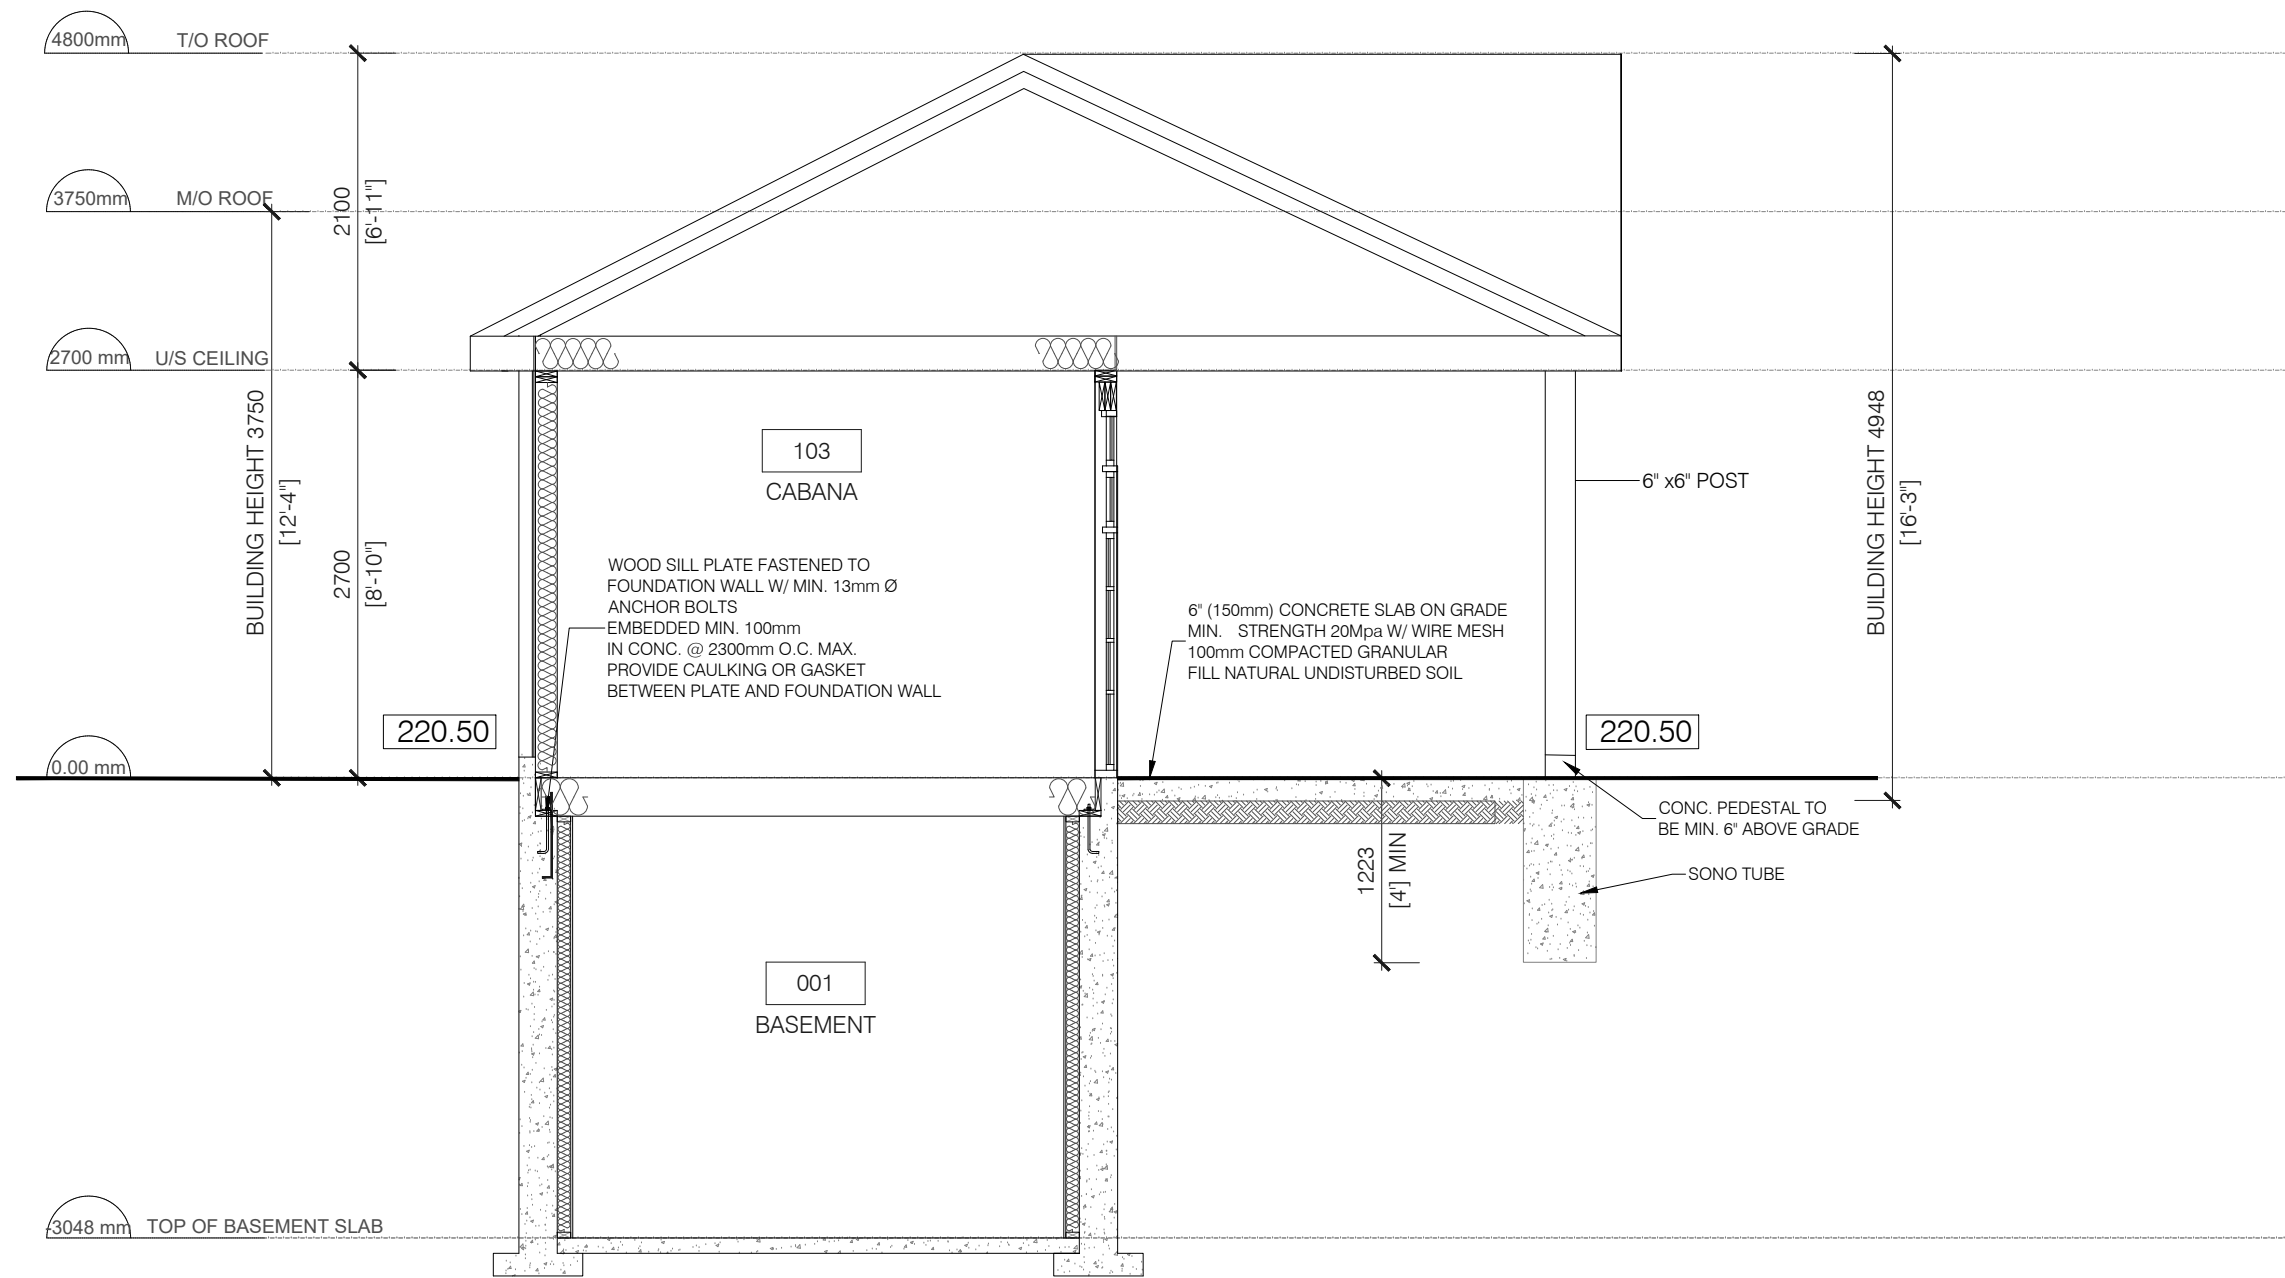 4800mm T/O ROOF
3750mm M/O ROOF
2700 mm U/S CEILING
0.00 mm
-3048 mm TOP OF BASEMENT SLAB
BUILDING HEIGHT 3750
[12'-4"]
2100
[6'-11"]
2700
[8'-10"]
220.50
103
CABANA
WOOD SILL PLATE FASTENED TO
FOUNDATION WALL W/ MIN. 13mm Ø
ANCHOR BOLTS
EMBEDDED MIN. 100mm
IN CONC. @ 2300mm O.C. MAX.
PROVIDE CAULKING OR GASKET
BETWEEN PLATE AND FOUNDATION WALL
6" (150mm) CONCRETE SLAB ON GRADE
MIN. STRENGTH 20Mpa W/ WIRE MESH
100mm COMPACTED GRANULAR
FILL NATURAL UNDISTURBED SOIL
6" x6" POST
220.50
BUILDING HEIGHT 4948
[16'-3"]
CONC. PEDESTAL TO
BE MIN. 6" ABOVE GRADE
1223
[4'] MIN
SONO TUBE
001
BASEMENT